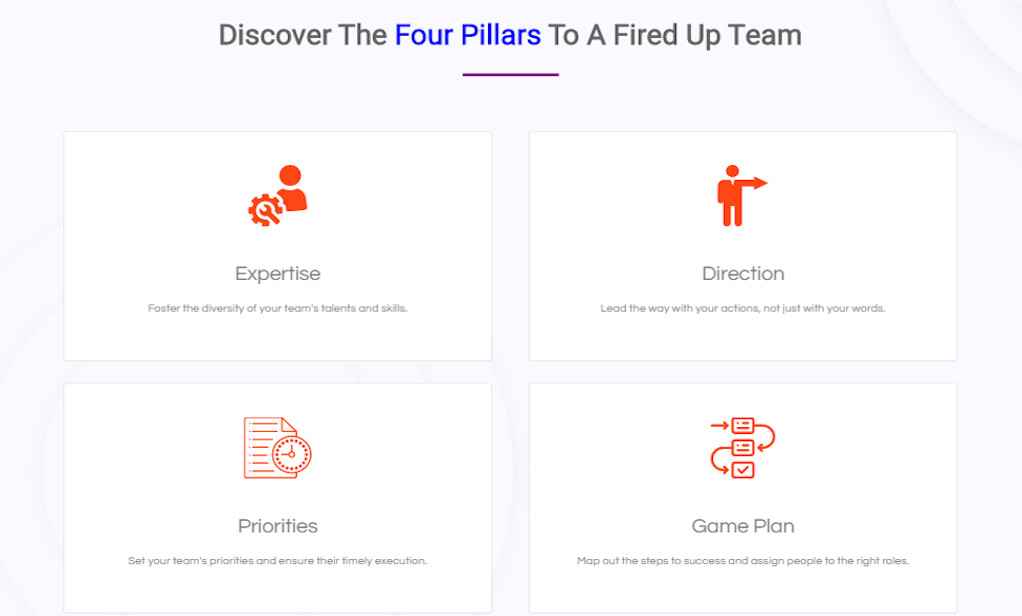 Discover The Four Pillars To A Fired Up Team
Expertise
Foster the diversity of your team's talents and skills.
Direction
Lead the way with your actions, not just with your words.
Priorities
Set your team's priorities and ensure their timely execution.
Game Plan
Map out the steps to success and assign people to the right roles.